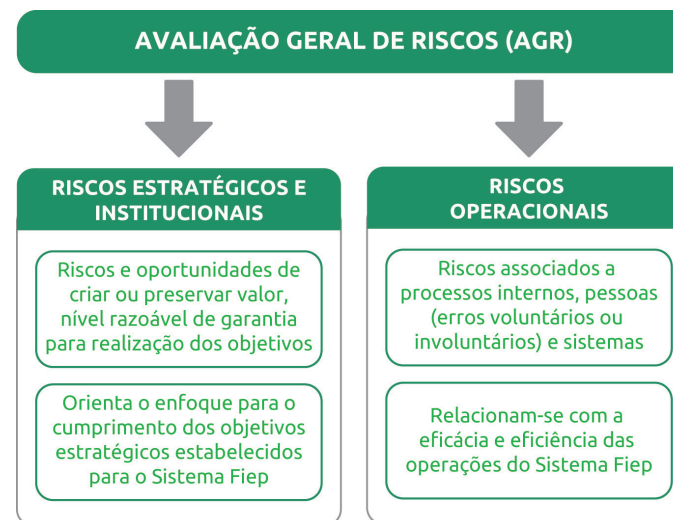 AVALIAÇÃO GERAL DE RISCOS (AGR)
RISCOS ESTRATÉGICOS E
INSTITUCIONAIS
Riscos e oportunidades de
criar ou preservar valor,
nível razoável de garantia
para realização dos objetivos
Orienta o enfoque para o
cumprimento dos objetivos
estratégicos estabelecidos
para o Sistema Fiep
RISCOS
OPERACIONAIS
Riscos associados a
processos internos, pessoas
(erros voluntários ou
involuntários) e sistemas
Relacionam-se com a
eficácia e eficiência das
operações do Sistema Fiep